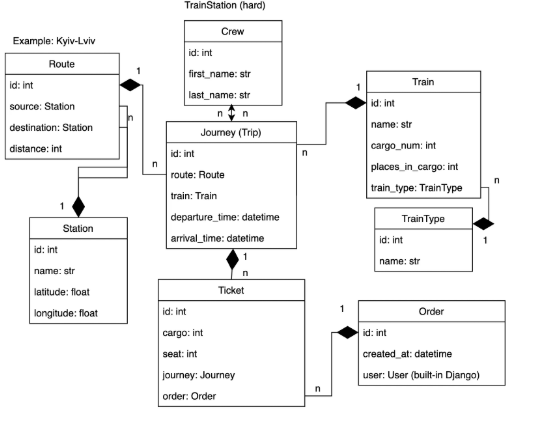 TrainStation (hard)
Example: Kyiv-Lviv
Crew
id: int
first_name: str
last_name: str
Route
id: int
source: Station
destination: Station
distance: int
1
n
n
n
n
Journey (Trip)
id: int
route: Route
train: Train
departure_time: datetime
arrival_time: datetime
1
n
Train
id: int
name: str
cargo_num: int
places_in_cargo: int
train_type: TrainType
n
1
TrainType
id: int
name: str
1
Station
id: int
name: str
latitude: float
longitude: float
1
n
Ticket
id: int
cargo: int
seat: int
journey: Journey
order: Order
1
n
Order
id: int
created_at: datetime
user: User (built-in Django)